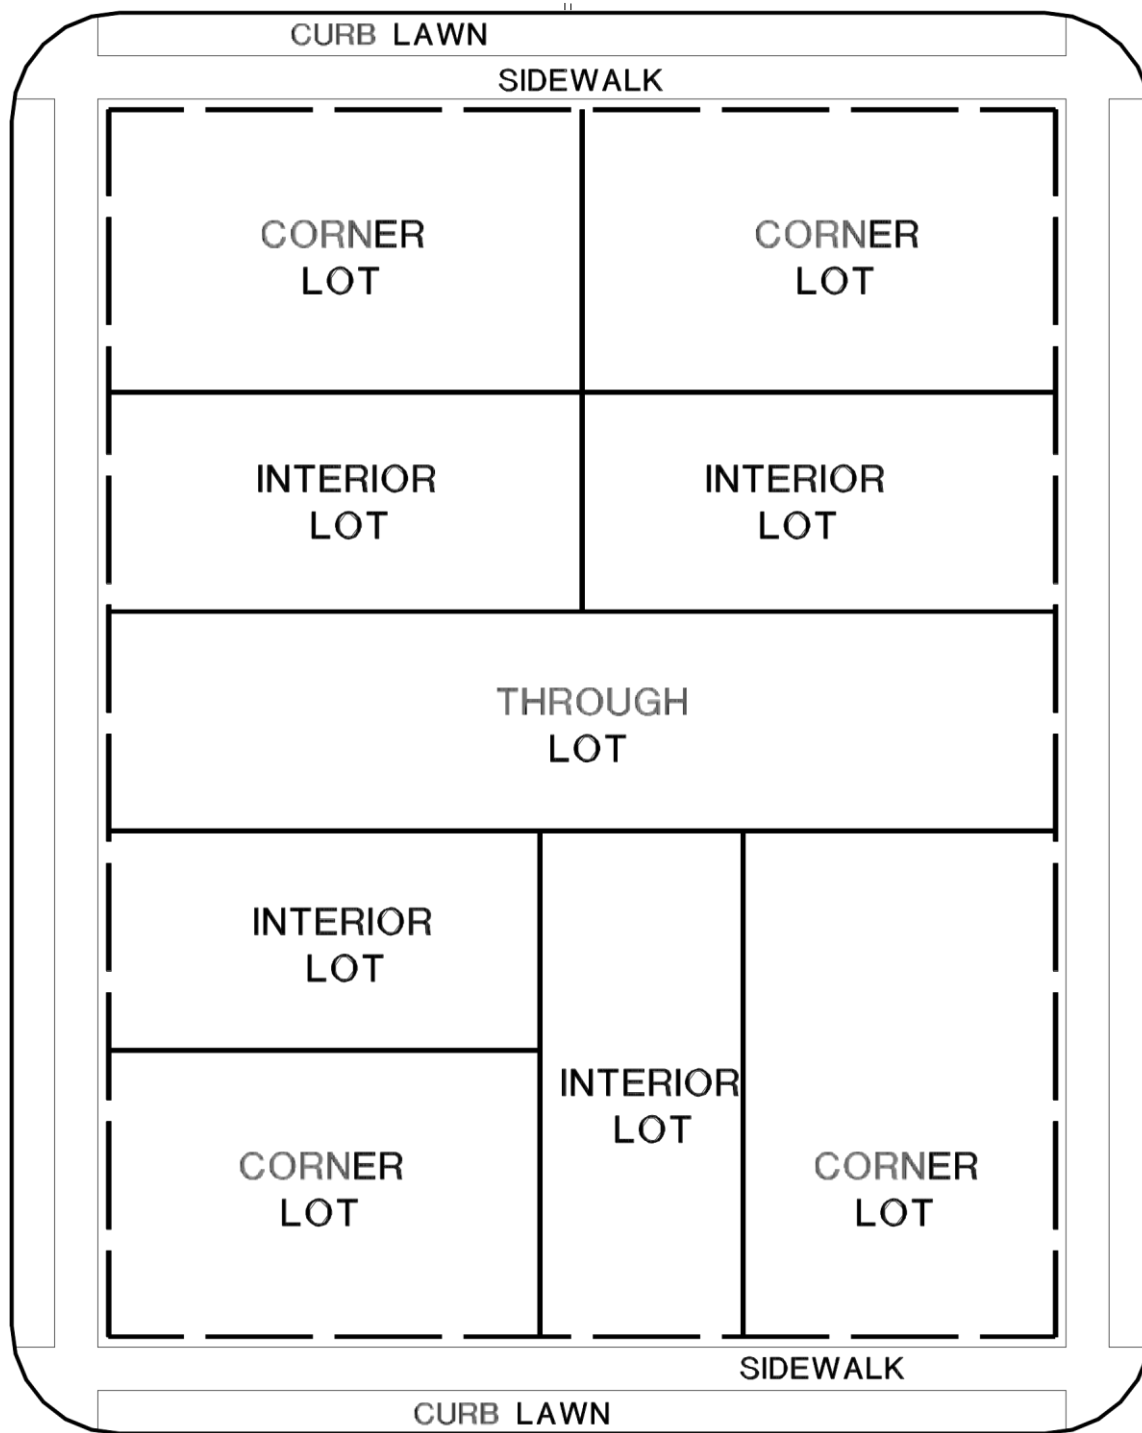 CURB LAWN
SIDEWALK
CORNER
LOT
CORNER
LOT
INTERIOR
LOT
INTERIOR
LOT
THROUGH
LOT
INTERIOR
LOT
INTERIOR
LOT
CORNER
LOT
CORNER
LOT
SIDEWALK
CURB LAWN